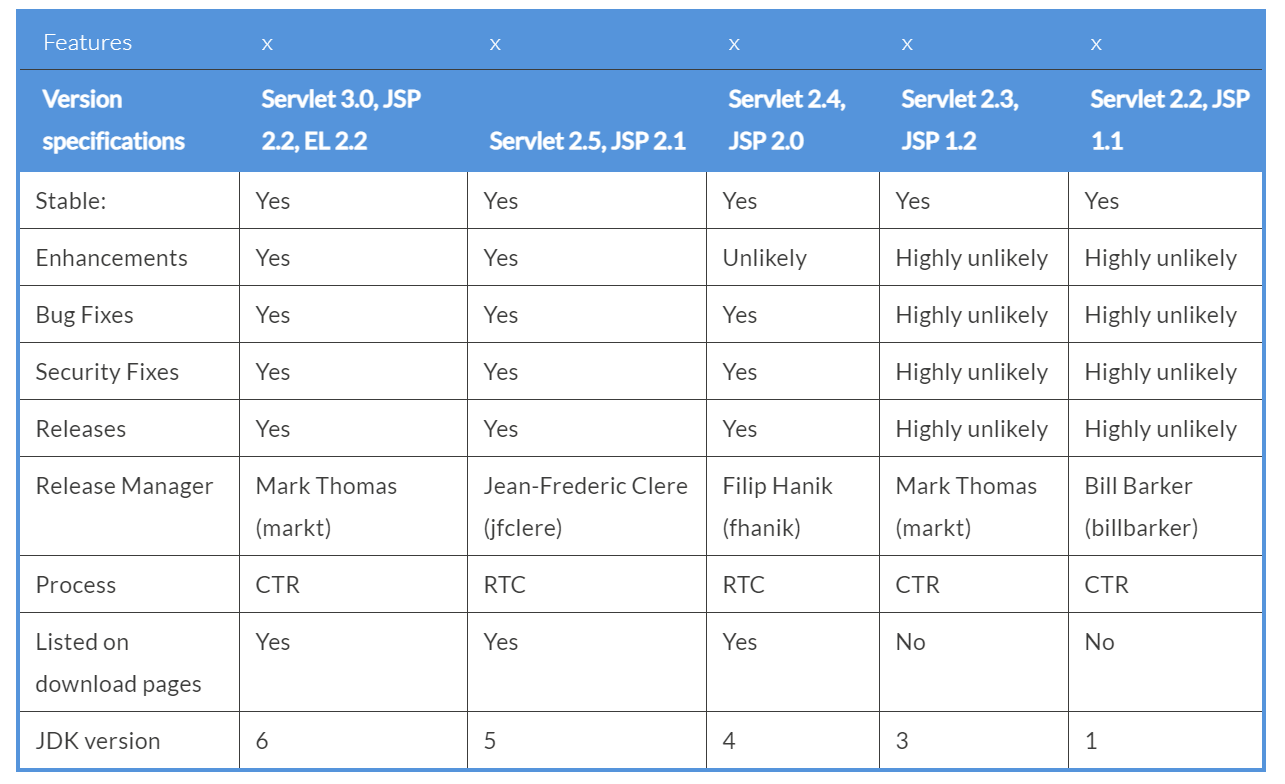 Features x x x x x
Version specifications Servlet 3.0, JSP 2.2, EL 2.2 Servlet 2.5, JSP 2.1 Servlet 2.4, JSP 2.0 Servlet 2.3, JSP 1.2 Servlet 2.2, JSP 1.1
Stable: Yes Yes Yes Yes Yes
Enhancements Yes Yes Unlikely Highly unlikely Highly unlikely
Bug Fixes Yes Yes Yes Highly unlikely Highly unlikely
Security Fixes Yes Yes Yes Highly unlikely Highly unlikely
Releases Yes Yes Yes Highly unlikely Highly unlikely
Release Manager Mark Thomas (markt) Jean-Frederic Clere (jfclere) Filip Hanik (fhanik) Mark Thomas (markt) Bill Barker (billbarker)
Process CTR RTC RTC CTR CTR
Listed on download pages Yes Yes Yes No No
JDK version 6 5 4 3 1